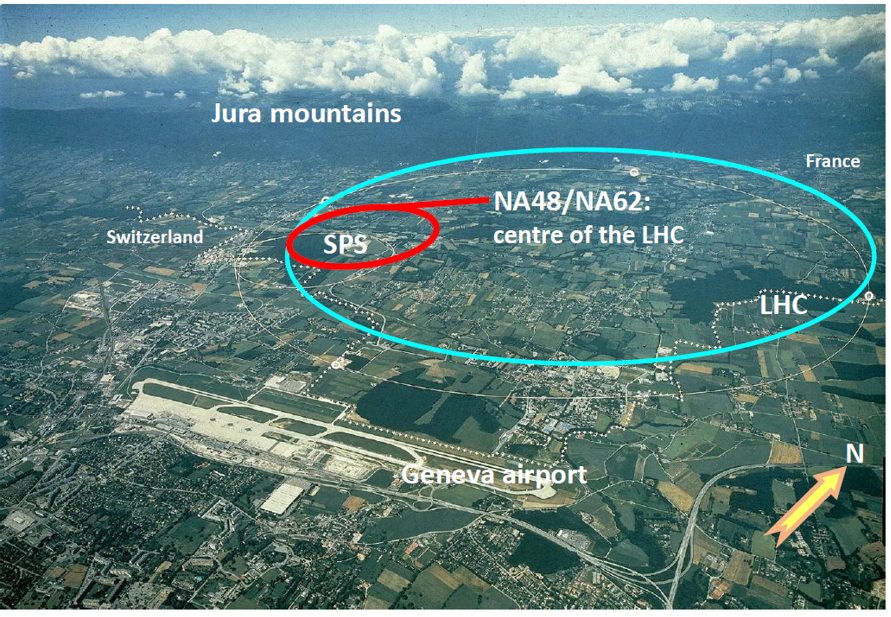 Jura mountains
France
NA48/NA62:
centre of the LHC
Switzerland
SPS
LHC
N
Geneva airport